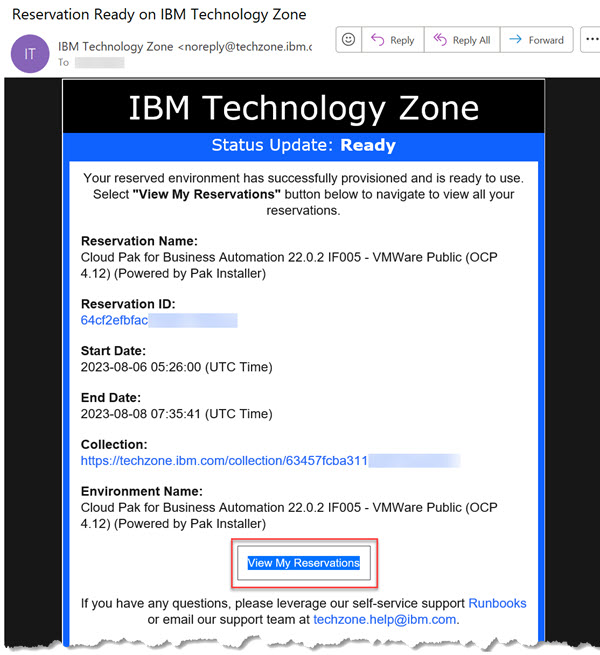 Reservation Ready on IBM Technology Zone
IT
IBM Technology Zone <noreply@techzone.ibm.c
Reply
Reply All
Forward
To
IBM Technology Zone
Status Update: Ready
Your reserved environment has successfully provisioned and is ready to use.
Select "View My Reservations" button below to navigate to view all your
reservations.
Reservation Name:
Cloud Pak for Business Automation 22.0.2 IF005 - VMWare Public (OCP
4.12) (Powered by Pak Installer)
Reservation ID:
64cf2efbfac
Start Date:
2023-08-06 05:26:00 (UTC Time)
End Date:
2023-08-08 07:35:41 (UTC Time)
Collection:
https://techzone.ibm.com/collection/63457fcba311
Environment Name:
Cloud Pak for Business Automation 22.0.2 IF005 - VMWare Public (OCP
4.12) (Powered by Pak Installer)
View My Reservations
If you have any questions, please leverage our self-service support Runbooks
or email our support team at techzone.help@ibm.com.